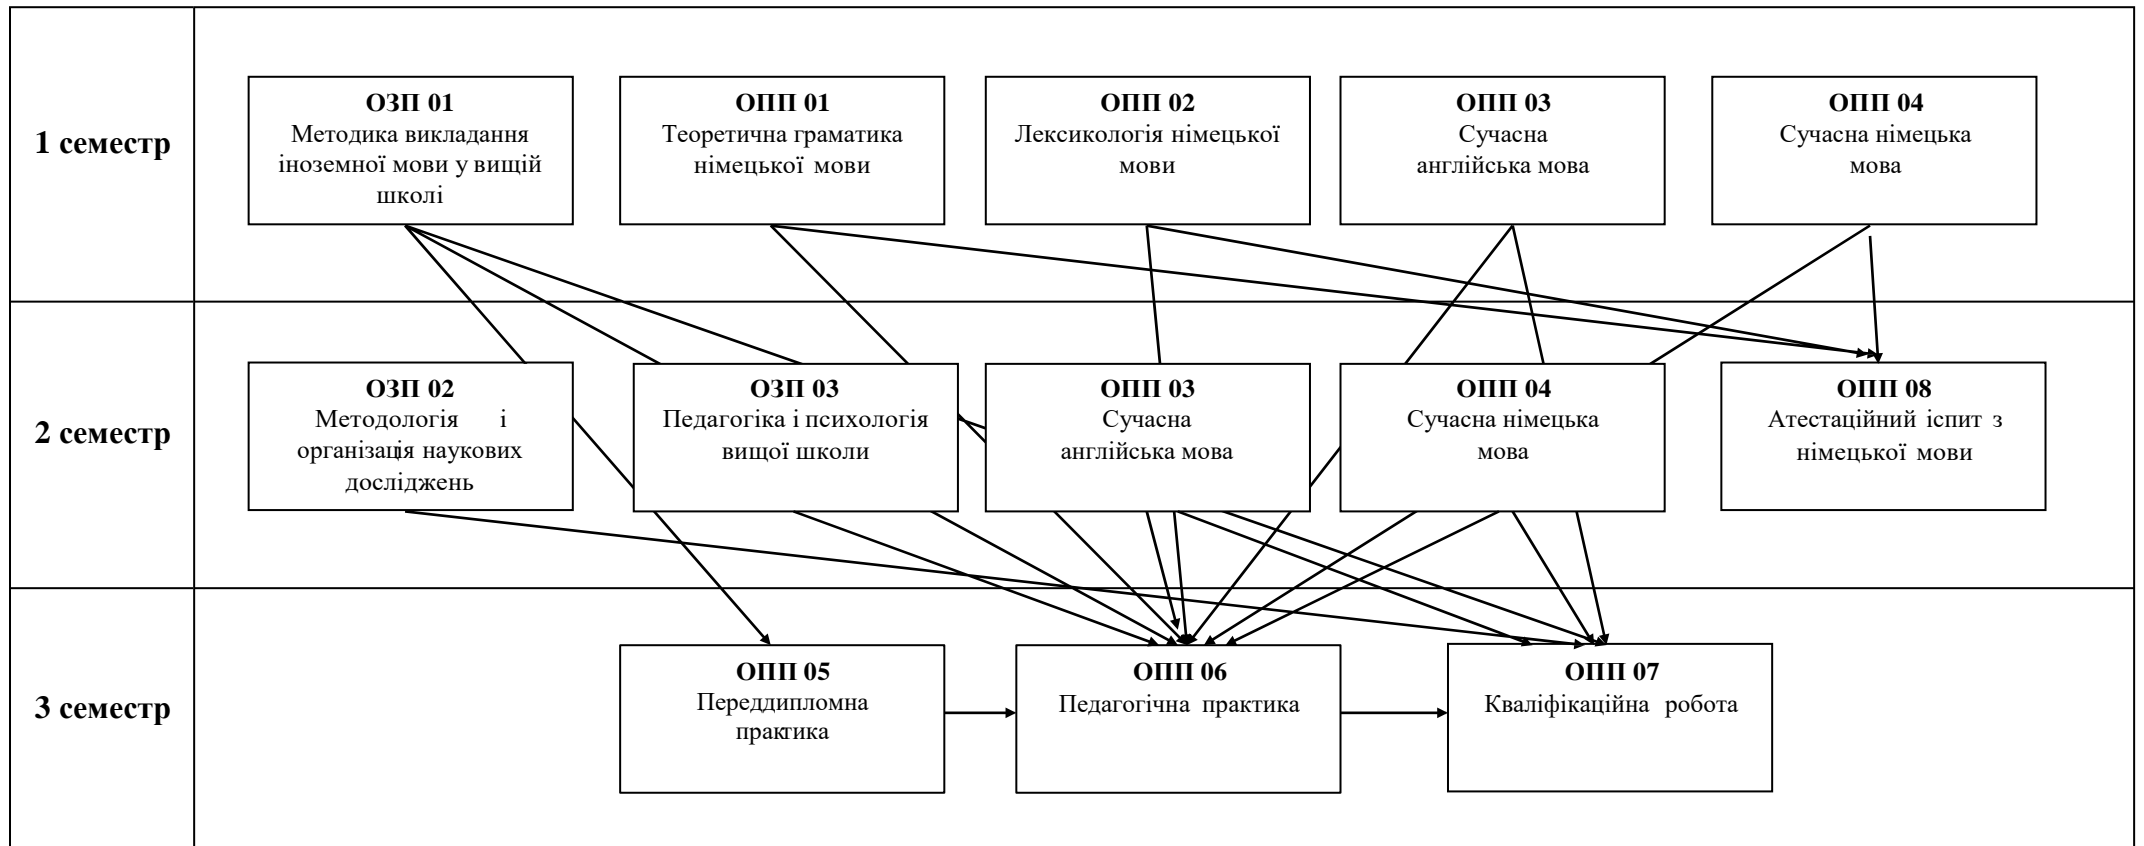 1 семестр
ОЗП 01
Методика викладання
іноземної мови у вищій
школі
ОПП 01
Теоретична граматика
німецької мови
ОПП 02
Лексикологія німецької
мови
ОПП 03
Сучасна
англійська мова
ОПП 04
Сучасна німецька
мова
2 семестр
ОЗП 02
Методологія і
організація наукових
досліджень
ОЗП 03
Педагогіка і психологія
вищої школи
ОПП 03
Сучасна
англійська мова
ОПП 04
Сучасна німецька
мова
ОПП 08
Атестаційний іспит з
німецької мови
3 семестр
ОПП 05
Переддипломна
практика
ОПП 06
Педагогічна практика
ОПП 07
Кваліфікаційна робота